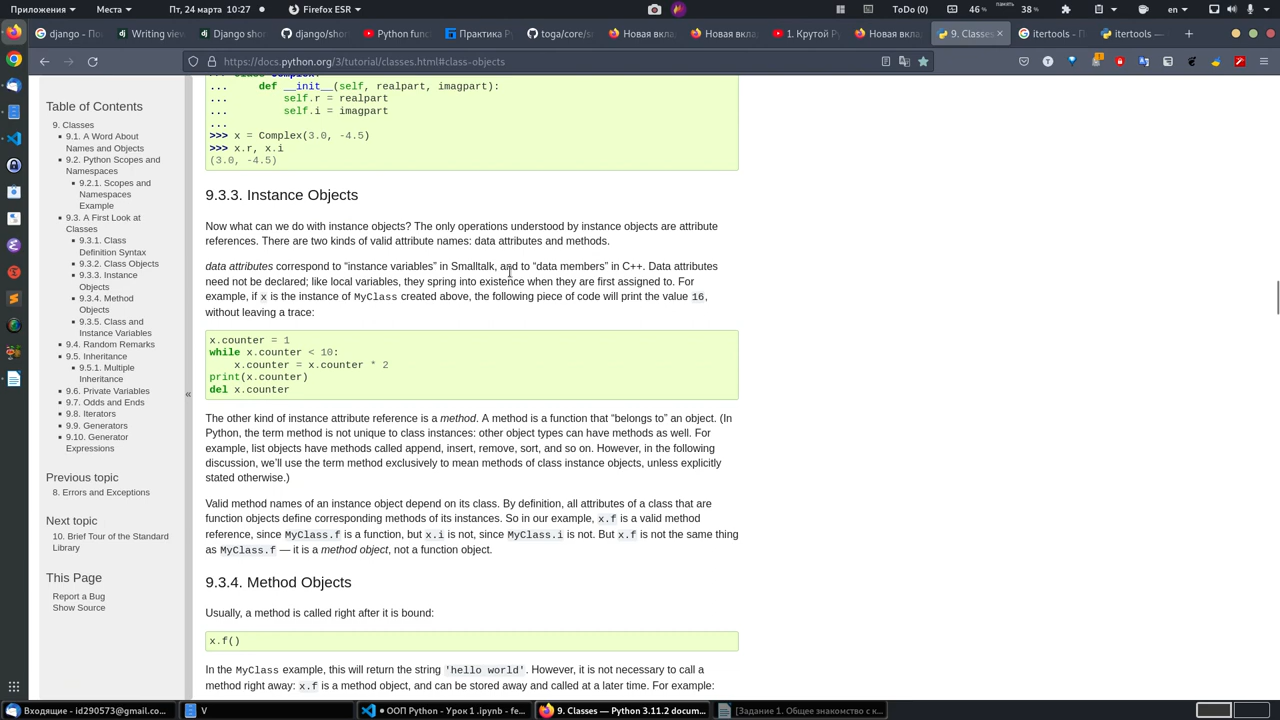 Приложения Места Пт, 24 марта 10:27 Firefox ESR ToDo (0) 46 % 38 %
django - По Writing view Django Short django/shor Python func Практика Р toga/core/sr Новая вкл 1. Крутой Новая вкл Новая вкл 9. Classes itertools - П itertools —
https://docs.python.org/3/tutorial/classes.html#class-objects
... class Complex:
... def __init__(self, realpart, imagpart):
... self.r = realpart
... self.i = imagpart
...
>>> x = Complex(3.0, -4.5)
>>> x.r, x.i
(3.0, -4.5)
Table of Contents
9. Classes
9.1. A Word About
Names and Objects
9.2. Python Scopes and
Namespaces
9.2.1. Scopes and
Namespaces
Example
9.3. A First Look at
Classes
9.3.1. Class
Definition Syntax
9.3.2. Class Objects
9.3.3. Instance
Objects
9.3.4. Method
Objects
9.3.5. Class and
Instance Variables
9.4. Random Remarks
9.5. Inheritance
9.5.1. Multiple
Inheritance
9.6. Private Variables
9.7. Odds and Ends
9.8. Iterators
9.9. Generators
9.10. Generator
Expressions
Previous topic
8. Errors and Exceptions
Next topic
10. Brief Tour of the Standard
Library
This Page
Report a Bug
Show Source
«
9.3.3. Instance Objects
Now what can we do with instance objects? The only operations understood by instance objects are attribute
references. There are two kinds of valid attribute names: data attributes and methods.
data attributes correspond to “instance variables” in Smalltalk, and to “data members” in C++. Data attributes
need not be declared; like local variables, they spring into existence when they are first assigned to. For
example, if x is the instance of MyClass created above, the following piece of code will print the value 16,
without leaving a trace:
x.counter = 1
while x.counter < 10:
x.counter = x.counter * 2
print(x.counter)
del x.counter
The other kind of instance attribute reference is a method. A method is a function that “belongs to” an object. (In
Python, the term method is not unique to class instances: other object types can have methods as well. For
example, list objects have methods called append, insert, remove, sort, and so on. However, in the following
discussion, we’ll use the term method exclusively to mean methods of class instance objects, unless explicitly
stated otherwise.)
Valid method names of an instance object depend on its class. By definition, all attributes of a class that are
function objects define corresponding methods of its instances. So in our example, x.f is a valid method
reference, since MyClass.f is a function, but x.i is not, since MyClass.i is not. But x.f is not the same thing
as MyClass.f — it is a method object, not a function object.
9.3.4. Method Objects
Usually, a method is called right after it is bound:
x.f()
In the MyClass example, this will return the string 'hello world'. However, it is not necessary to call a
method right away: x.f is a method object, and can be stored away and called at a later time. For example:
Входящие - id290573@gmail.co... V • ООП Python - Урок 1 .ipynb - fe... 9. Classes — Python 3.11.2 docum... [Задание 1. Общее знакомство с к...